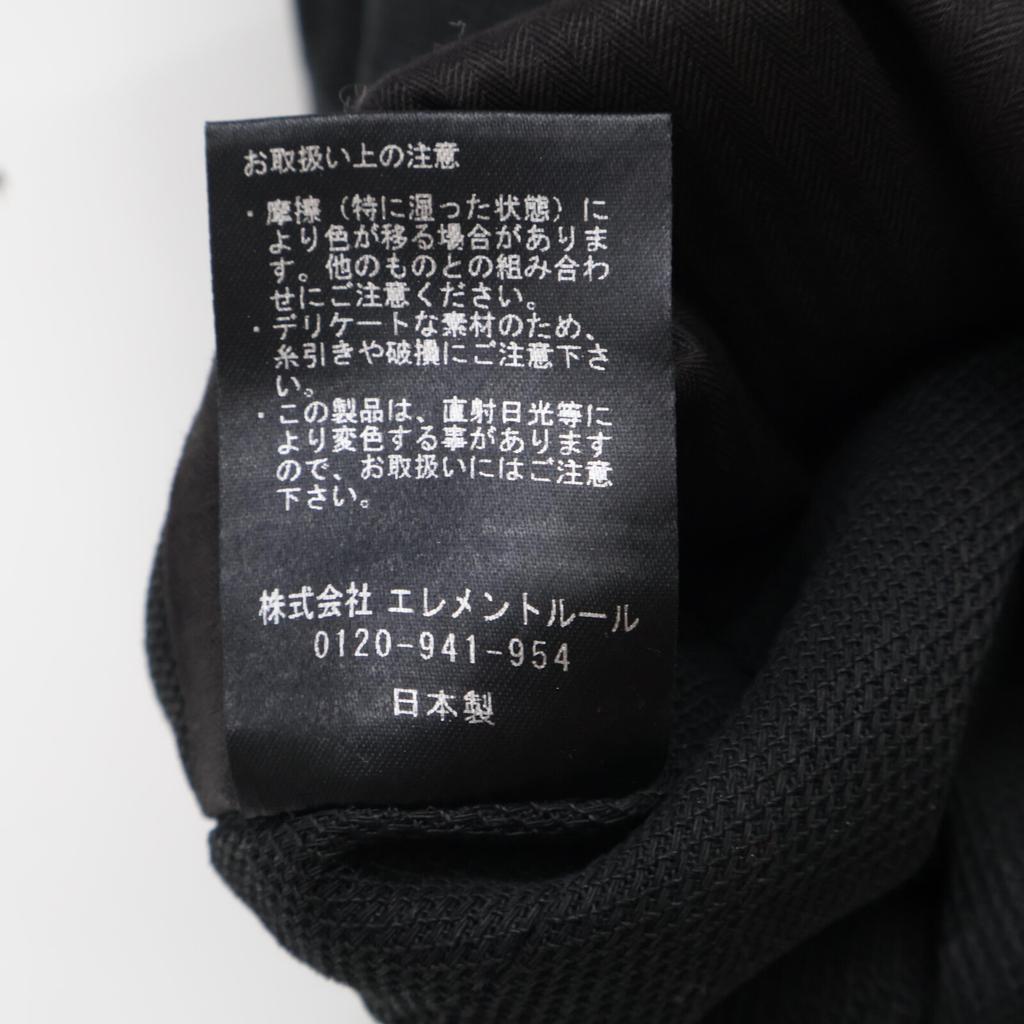 お取扱い上の注意
・摩擦（特に湿った状態）に
より色が移る場合がありま
す。他のものとの組み合わ
せにご注意ください。
・デリケートな素材のため、
糸引きや破損にご注意下さ
い。
・この製品は、直射日光等に
より変色する事があります
ので、お取扱いにはご注意
下さい。
株式会社 エレメントルール
0120-941-954
日本製